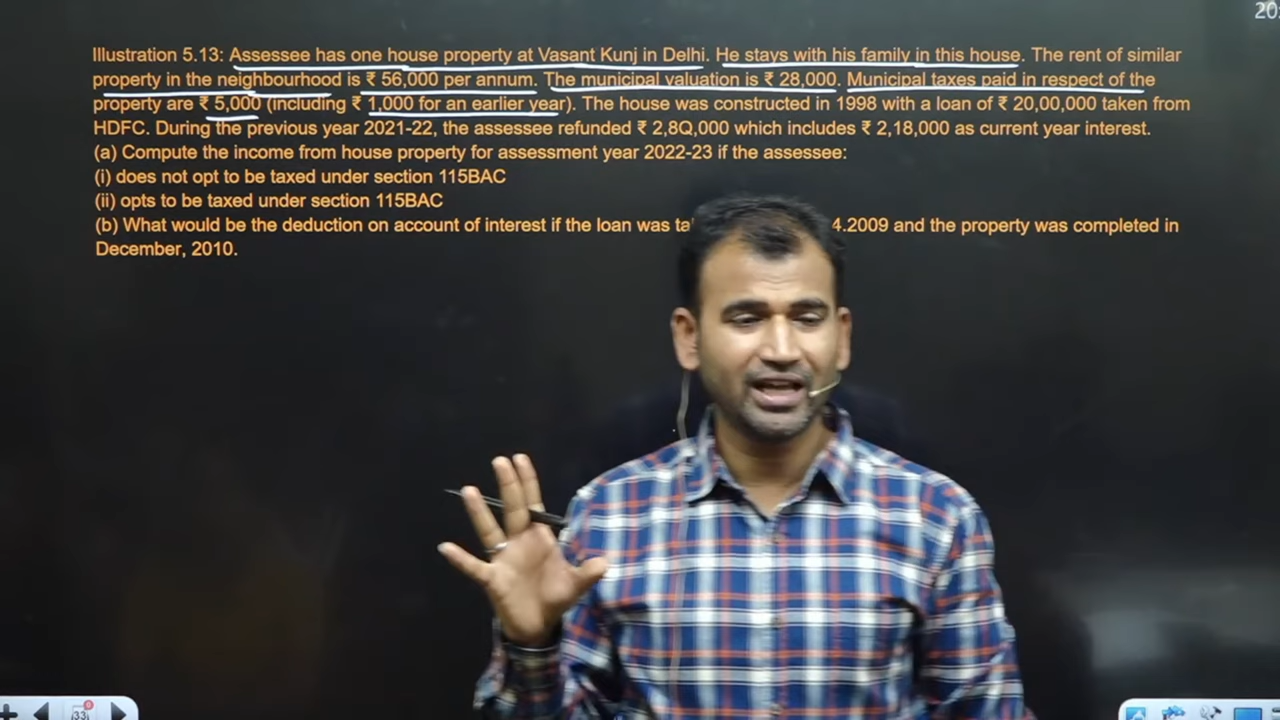 20:
Illustration 5.13: Assessee has one house property at Vasant Kunj in Delhi. He stays with his family in this house. The rent of similar
property in the neighbourhood is ₹ 56,000 per annum. The municipal valuation is ₹ 28,000. Municipal taxes paid in respect of the
property are ₹ 5,000 (including ₹ 1,000 for an earlier year). The house was constructed in 1998 with a loan of ₹ 20,00,000 taken from
HDFC. During the previous year 2021-22, the assessee refunded ₹ 2,8Q,000 which includes ₹ 2,18,000 as current year interest.
(a) Compute the income from house property for assessment year 2022-23 if the assessee:
(i) does not opt to be taxed under section 115BAC
(ii) opts to be taxed under section 115BAC
(b) What would be the deduction on account of interest if the loan was ta 4.2009 and the property was completed in
December, 2010.
33